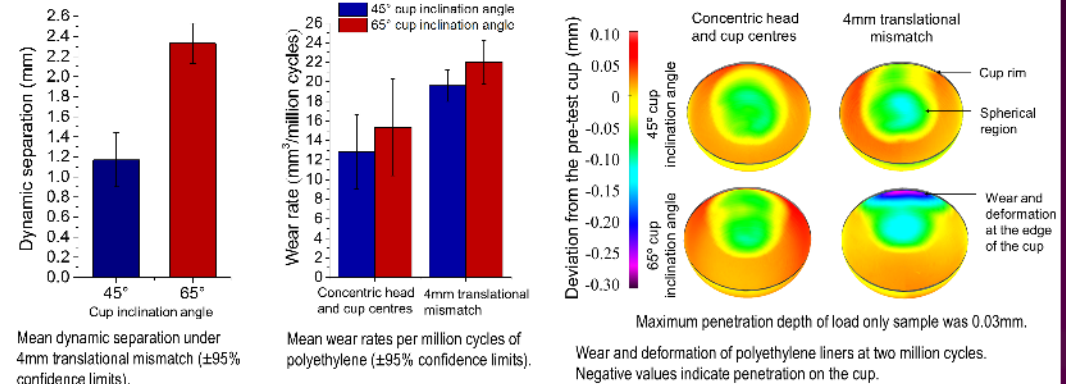 Dynamic separation (mm)
2.6
2.4
2.2
2.0
1.8
1.6
1.4
1.2
1.0
0.8
0.6
0.4
0.2
0.0
45°
65°
Cup inclination angle
Mean dynamic separation under
4mm translational mismatch (±95%
confidence limits).
45° cup inclination angle
65° cup inclination angle
Wear rate (mm³/million cycles)
26
24
22
20
18
16
14
12
10
8
6
4
2
0
Concentric head
and cup centres
4mm translational
mismatch
Mean wear rates per million cycles of
polyethylene (±95% confidence limits).
Deviation from the pre-test cup (mm)
0.10
0.05
0
-0.05
-0.10
-0.15
-0.20
-0.25
-0.30
Concentric head
and cup centres
4mm translational
mismatch
45° cup
inclination angle
65° cup
inclination angle
Cup rim
Spherical
region
Wear and
deformation
at the edge
of the cup
Maximum penetration depth of load only sample was 0.03mm.
Wear and deformation of polyethylene liners at two million cycles.
Negative values indicate penetration on the cup.